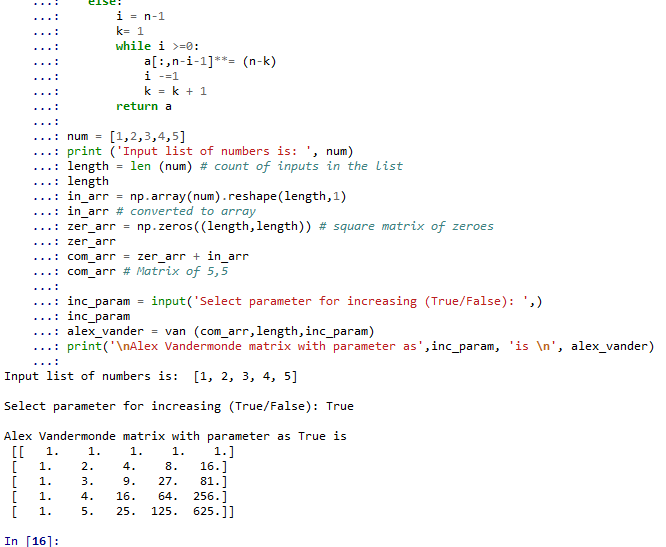 ...:     else:
...:         i = n-1
...:         k= 1
...:         while i >=0:
...:             a[:,n-i-1]**= (n-k)
...:             i -=1
...:             k = k + 1
...:         return a
...:
...: num = [1,2,3,4,5]
...: print ('Input list of numbers is: ', num)
...: length = len (num) # count of inputs in the list
...: length
...: in_arr = np.array(num).reshape(length,1)
...: in_arr # converted to array
...: zer_arr = np.zeros((length,length)) # square matrix of zeroes
...: zer_arr
...: com_arr = zer_arr + in_arr
...: com_arr # Matrix of 5,5
...:
...: inc_param = input('Select parameter for increasing (True/False): ',)
...: inc_param
...: alex_vander = van (com_arr,length,inc_param)
...: print('\nAlex Vandermonde matrix with parameter as',inc_param, 'is \n', alex_vander)
...:
Input list of numbers is:  [1, 2, 3, 4, 5]
Select parameter for increasing (True/False): True
Alex Vandermonde matrix with parameter as True is
[[   1.    1.    1.    1.    1.]
[   1.    2.    4.    8.   16.]
[   1.    3.    9.   27.   81.]
[   1.    4.   16.   64.  256.]
[   1.    5.   25.  125.  625.]]
In [16]: